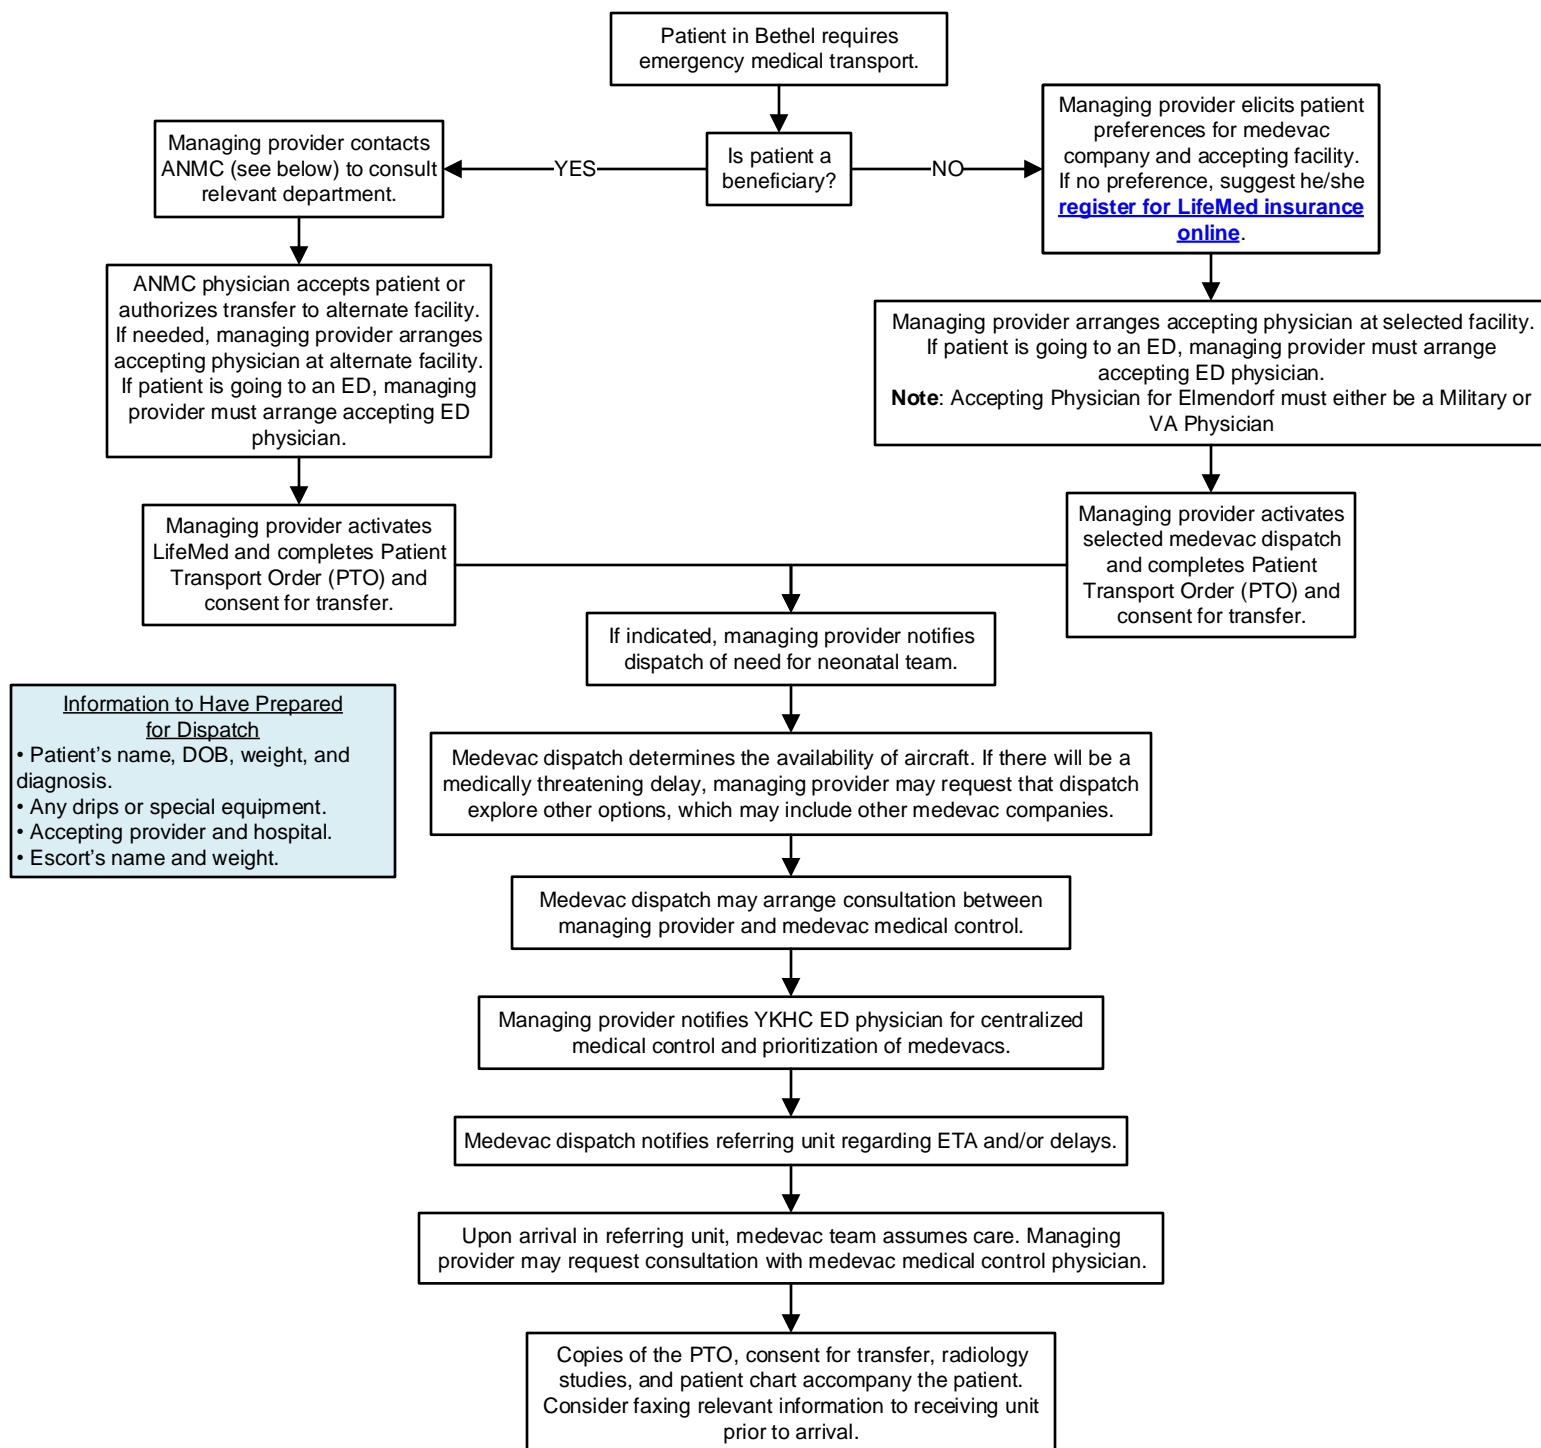 Patient in Bethel requires
emergency medical transport.
Is patient a
beneficiary?
YES
NO
Managing provider contacts
ANMC (see below) to consult
relevant department.
Managing provider elicits patient
preferences for medevac
company and accepting facility.
If no preference, suggest he/she
register for LifeMed insurance
online.
ANMC physician accepts patient or
authorizes transfer to alternate facility.
If needed, managing provider arranges
accepting physician at alternate facility.
If patient is going to an ED, managing
provider must arrange accepting ED
physician.
Managing provider arranges accepting physician at selected facility.
If patient is going to an ED, managing provider must arrange
accepting ED physician.
Note: Accepting Physician for Elmendorf must either be a Military or
VA Physician
Managing provider activates
LifeMed and completes Patient
Transport Order (PTO) and
consent for transfer.
Managing provider activates
selected medevac dispatch
and completes Patient
Transport Order (PTO) and
consent for transfer.
If indicated, managing provider notifies
dispatch of need for neonatal team.
Information to Have Prepared
for Dispatch
• Patient’s name, DOB, weight, and
diagnosis.
• Any drips or special equipment.
• Accepting provider and hospital.
• Escort’s name and weight.
Medevac dispatch determines the availability of aircraft. If there will be a
medically threatening delay, managing provider may request that dispatch
explore other options, which may include other medevac companies.
Medevac dispatch may arrange consultation between
managing provider and medevac medical control.
Managing provider notifies YKHC ED physician for centralized
medical control and prioritization of medevacs.
Medevac dispatch notifies referring unit regarding ETA and/or delays.
Upon arrival in referring unit, medevac team assumes care. Managing
provider may request consultation with medevac medical control physician.
Copies of the PTO, consent for transfer, radiology
studies, and patient chart accompany the patient.
Consider faxing relevant information to receiving unit
prior to arrival.